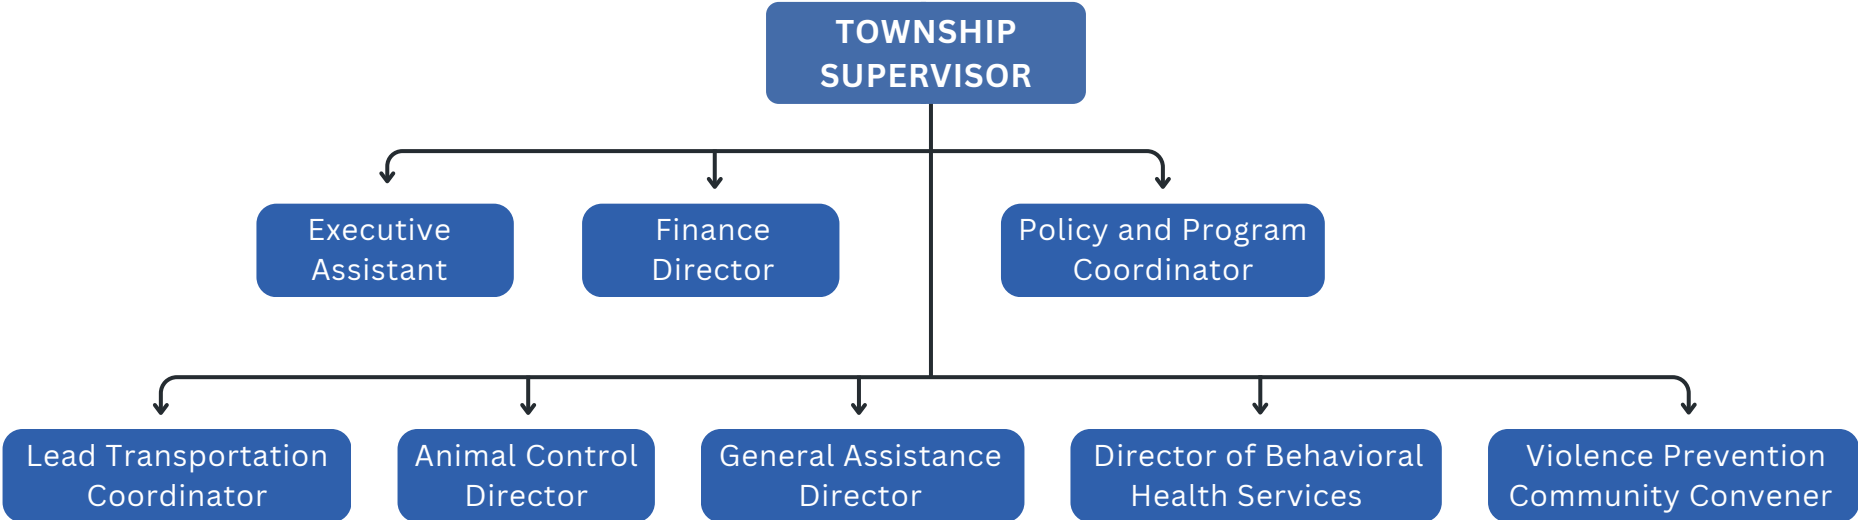 TOWNSHIP
SUPERVISOR
Executive
Assistant
Finance
Director
Policy and Program
Coordinator
Lead Transportation
Coordinator
Animal Control
Director
General Assistance
Director
Director of Behavioral
Health Services
Violence Prevention
Community Convener